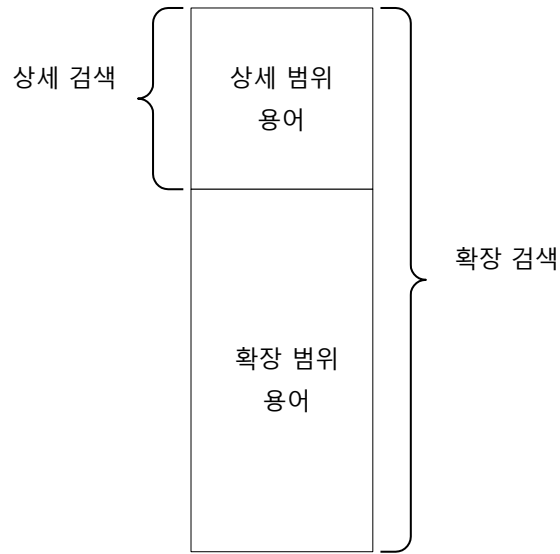 상세 검색
상세 범위
용어
확장 검색
확장 범위
용어